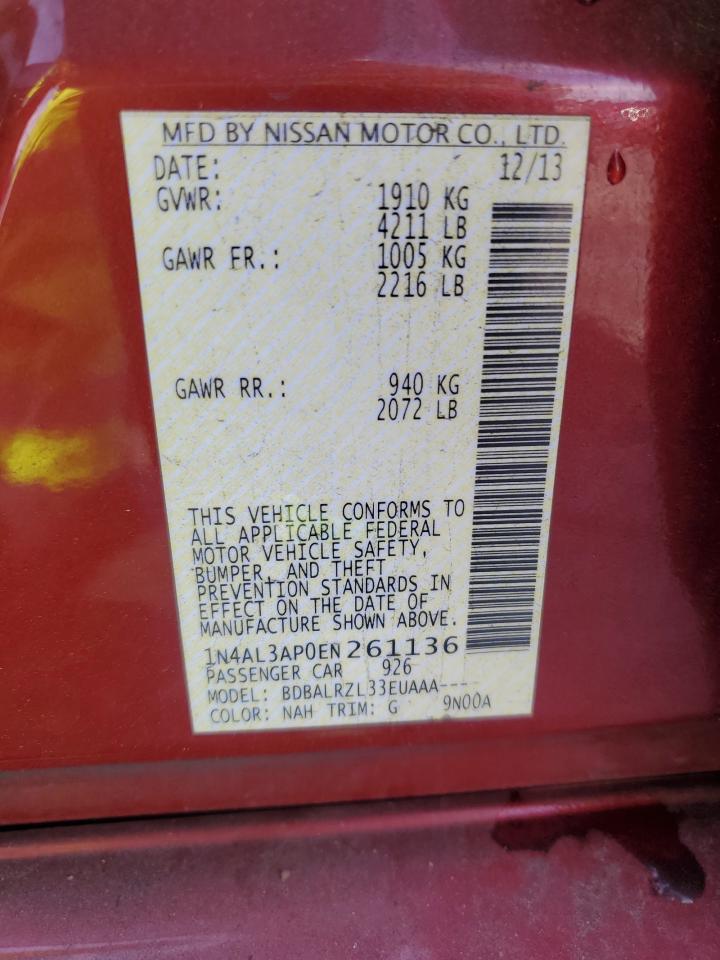 MFD BY NISSAN MOTOR CO., LTD.
DATE: 12/13
GVWR: 1910 KG
4211 LB
GAWR FR.: 1005 KG
2216 LB
GAWR RR.: 940 KG
2072 LB
THIS VEHICLE CONFORMS TO
ALL APPLICABLE FEDERAL
MOTOR VEHICLE SAFETY,
BUMPER, AND THEFT
PREVENTION STANDARDS IN
EFFECT ON THE DATE OF
MANUFACTURE SHOWN ABOVE.
1N4AL3AP0EN261136
PASSENGER CAR 926
MODEL: BDBALRZL33EUAAA----
COLOR: NAH TRIM: G 9N00A